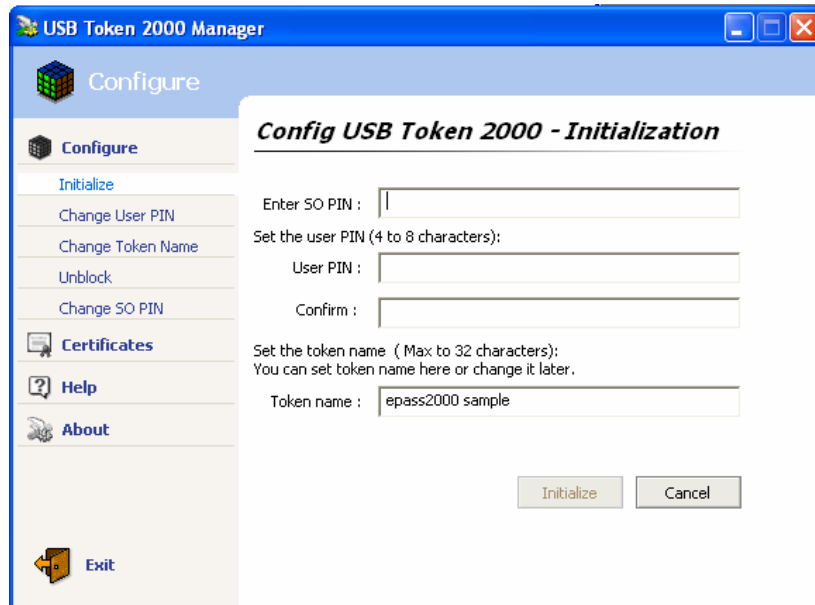 USB Token 2000 Manager
Configure
Configure
Initialize
Change User PIN
Change Token Name
Unblock
Change SO PIN
Certificates
Help
About
Exit
Config USB Token 2000 - Initialization
Enter SO PIN :
Set the user PIN (4 to 8 characters):
User PIN :
Confirm :
Set the token name ( Max to 32 characters):
You can set token name here or change it later.
Token name : epass2000 sample
Initialize Cancel